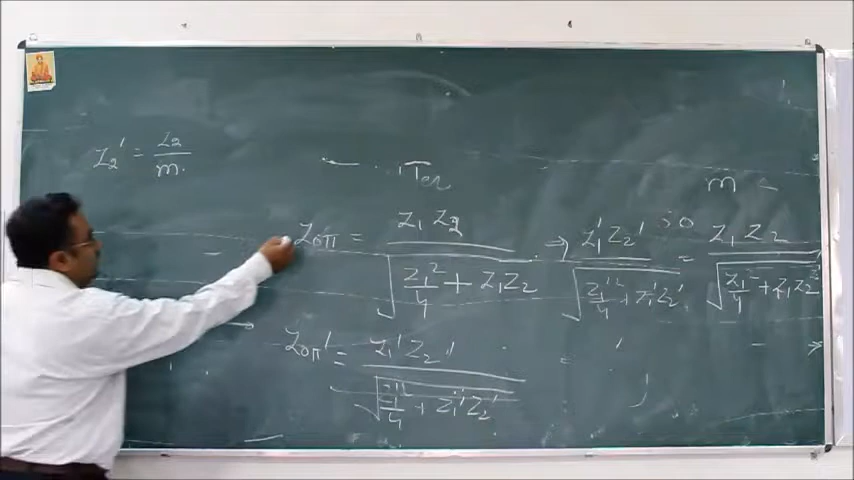 Z₂' = Z₂/m.
Z₀π = Z₁ Z₂ / √(Z₁²/4 + Z₁Z₂) ⇒ Z₁'Z₂' / √(Z₁'²/4 + Z₁'Z₂') = Z₁ Z₂ / √(Z₁²/4 + Z₁Z₂)
Z₀π' = Z₁' Z₂' / √(Z₁'²/4 + Z₁'Z₂')